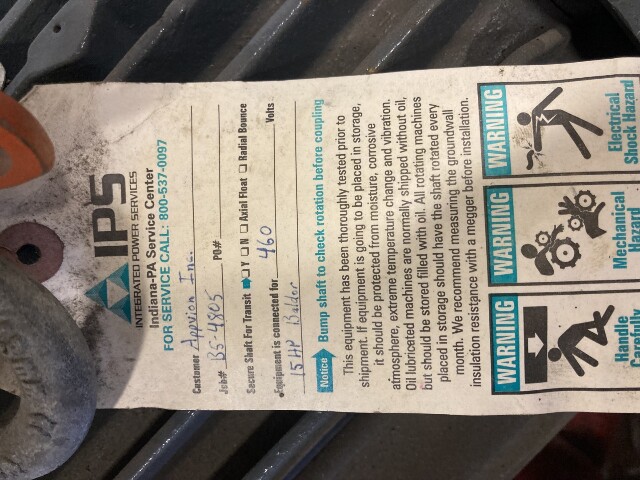 IPS
INTEGRATED POWER SERVICES
Indiana-PA Service Center
FOR SERVICE CALL: 800-537-0097
Customer Appvion Inc.
Job# BS-4805 PO#
Secure Shaft For Transit Y N Axial Float Radial Bounce
Equipment is connected for 460 Volts
15 HP Baldor
Notice Bump shaft to check rotation before coupling
This equipment has been thoroughly tested prior to
shipment. If equipment is going to be placed in storage,
it should be protected from moisture, corrosive
atmosphere, extreme temperature change and vibration.
Oil lubricated machines are normally shipped without oil,
but should be stored filled with oil. All rotating machines
placed in storage should have the shaft rotated every
month. We recommend measuring the groundwall
insulation resistance with a megger before installation.
WARNING
Handle
Carefully
WARNING
Mechanical
Hazard
WARNING
Electrical
Shock Hazard